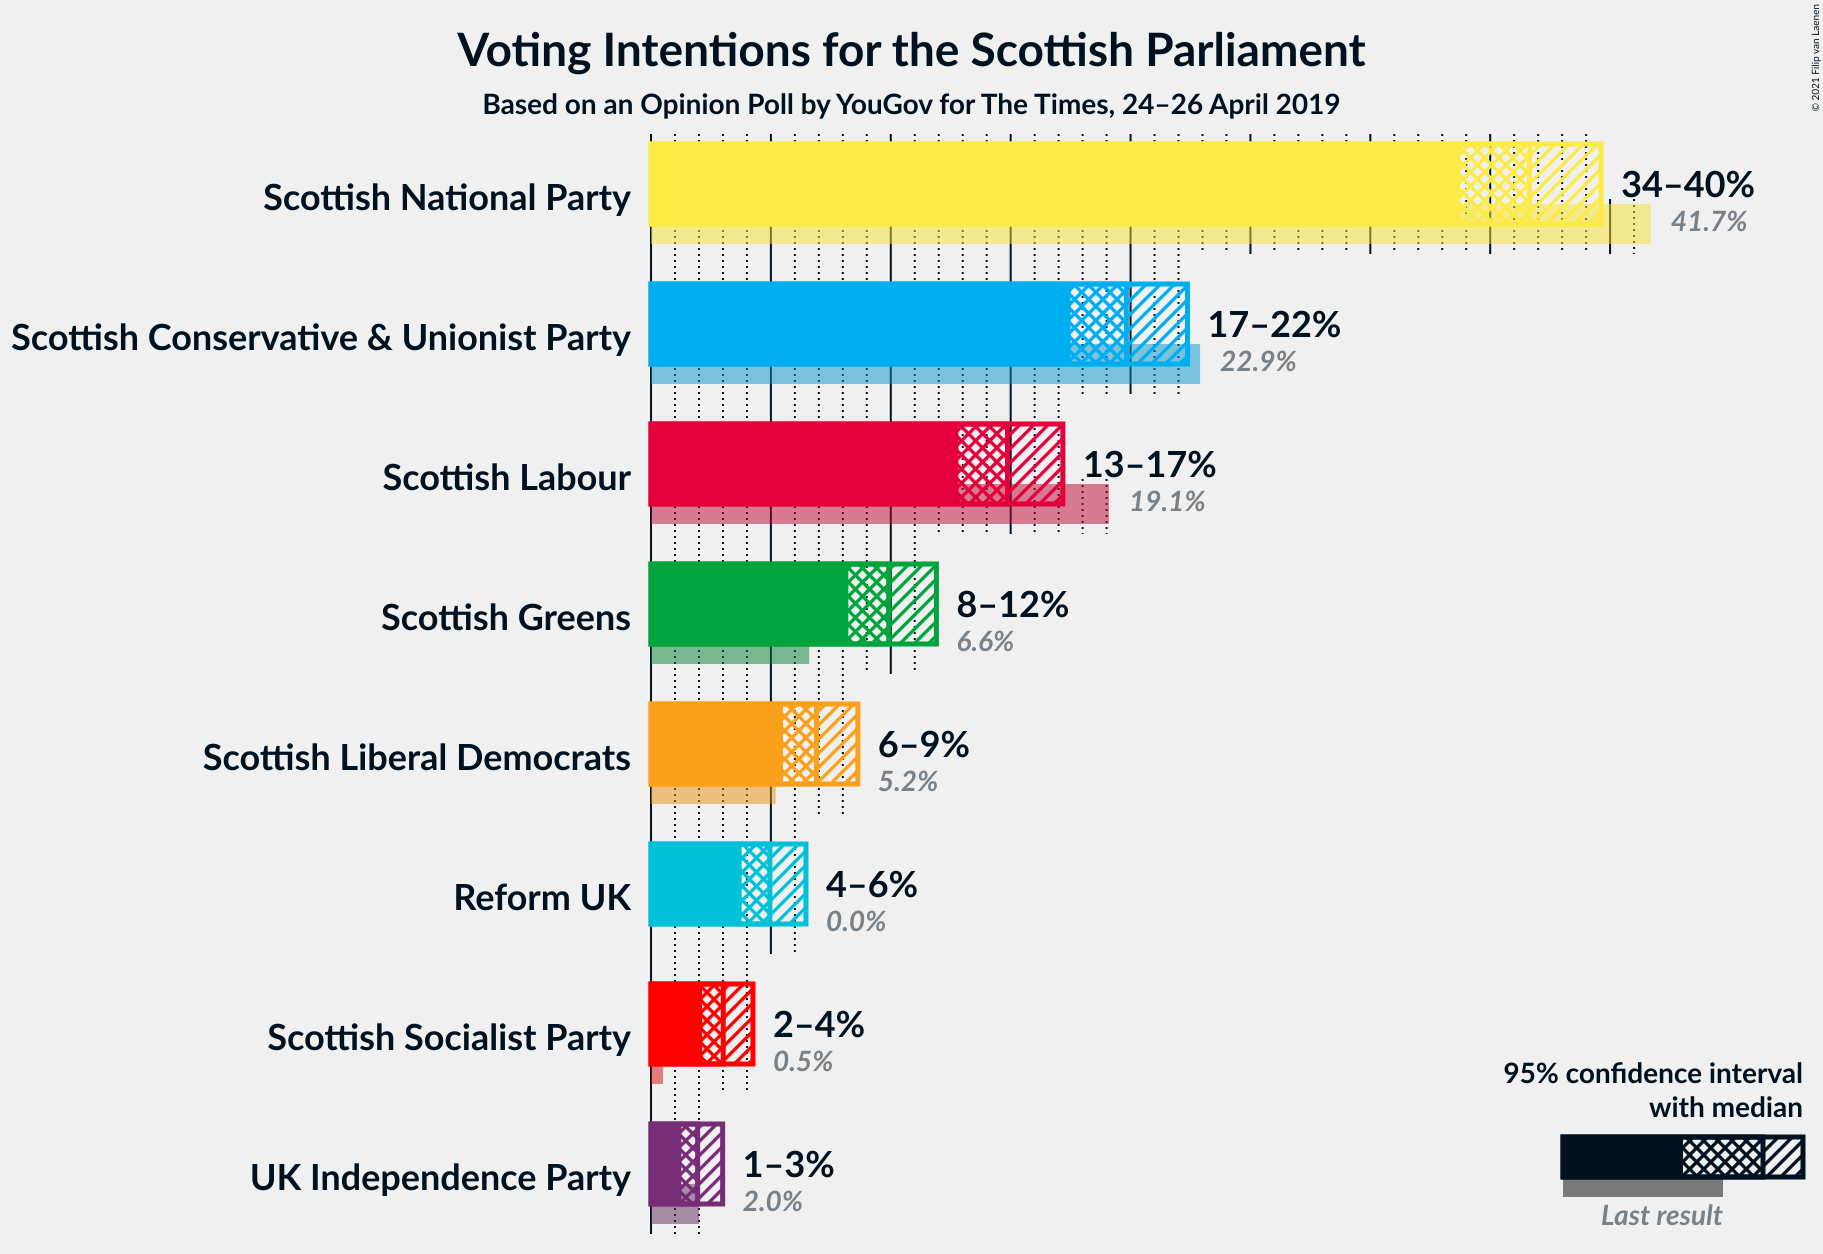 Voting Intentions for the Scottish Parliament
Based on an Opinion Poll by YouGov for The Times, 24–26 April 2019
© 2021 Filip van Laenen
Scottish National Party
34–40%
41.7%
Scottish Conservative & Unionist Party
17–22%
22.9%
Scottish Labour
13–17%
19.1%
Scottish Greens
8–12%
6.6%
Scottish Liberal Democrats
6–9%
5.2%
Reform UK
4–6%
0.0%
Scottish Socialist Party
2–4%
0.5%
UK Independence Party
1–3%
2.0%
95% confidence interval
with median
Last result